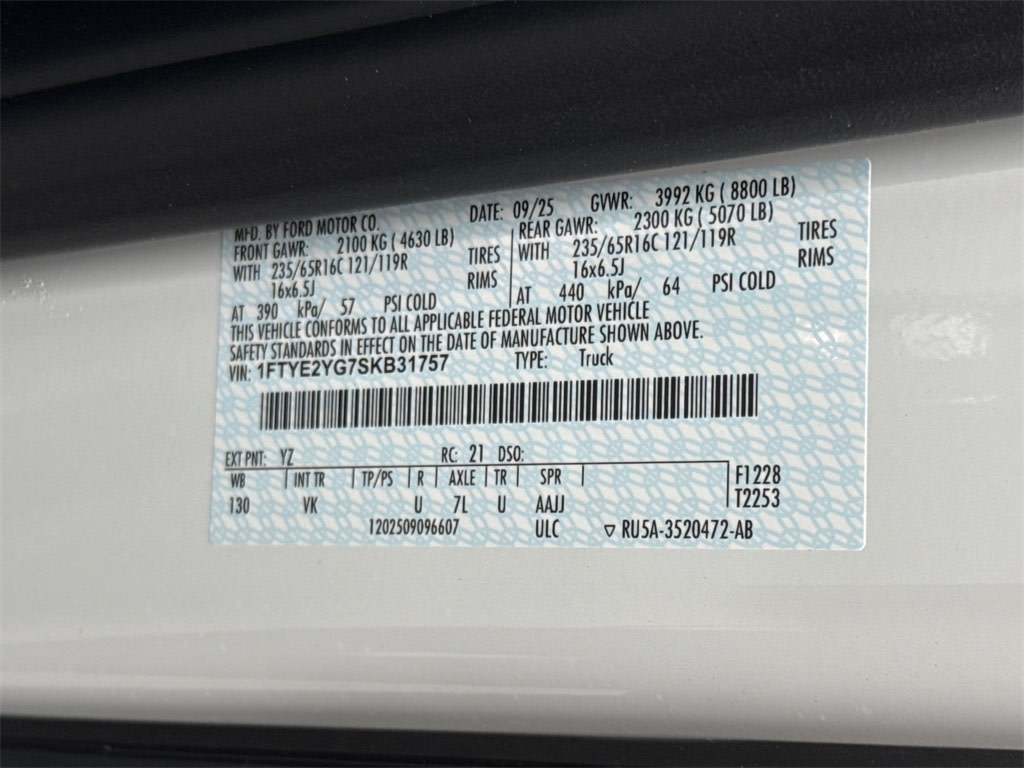 MFD. BY FORD MOTOR CO. DATE: 09/25 GVWR: 3992 KG ( 8800 LB)
FRONT GAWR: 2100 KG ( 4630 LB) REAR GAWR: 2300 KG ( 5070 LB)
WITH 235/65R16C 121/119R TIRES WITH 235/65R16C 121/119R TIRES
16x6.5J RIMS 16x6.5J RIMS
AT 390 kPa/ 57 PSI COLD AT 440 kPa/ 64 PSI COLD
THIS VEHICLE CONFORMS TO ALL APPLICABLE FEDERAL MOTOR VEHICLE
SAFETY STANDARDS IN EFFECT ON THE DATE OF MANUFACTURE SHOWN ABOVE.
VIN: 1FTYE2YG7SKB31757 TYPE: Truck
EXT PNT: YZ RC: 21 DSO:
WB INT TR TP/PS R AXLE TR SPR F1228
130 VK U 7L U AAJJ T2253
1202509096607 ULC ▽ RU5A-3520472-AB